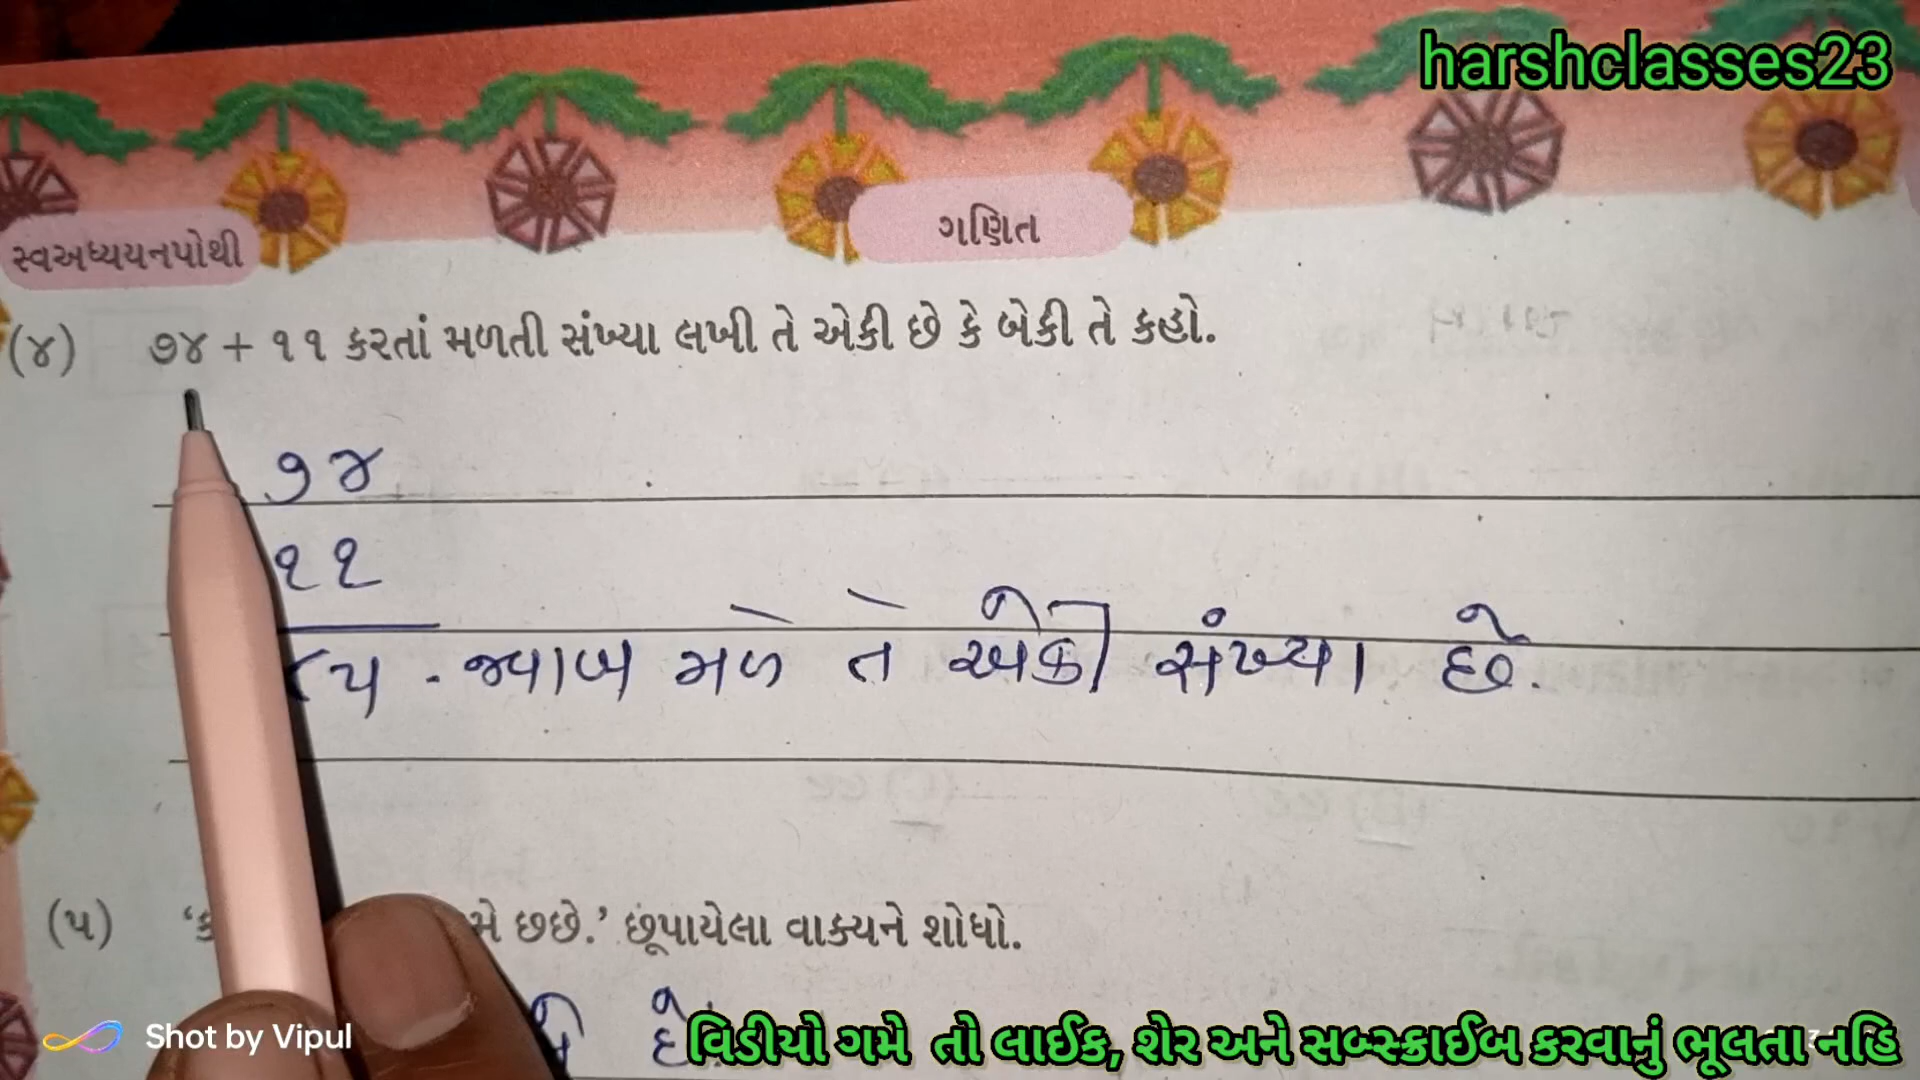 harshclasses23
ગણિત
સ્વઅધ્યયનપોથી
(૪) ૭૪ + ૧૧ કરતાં મળતી સંખ્યા લખી તે એકી છે કે બેકી તે કહો.
૭૪
૧૧
૮૫ - જવાબ મળે તે એકી સંખ્યા છે.
(૫) છછે.’ છૂપાયેલા વાક્યને શોધો.
Shot by Vipul
વિડીયો ગમે તો લાઈક, શેર અને સબ્સ્ક્રાઈબ કરવાનું ભૂલતા નહિ